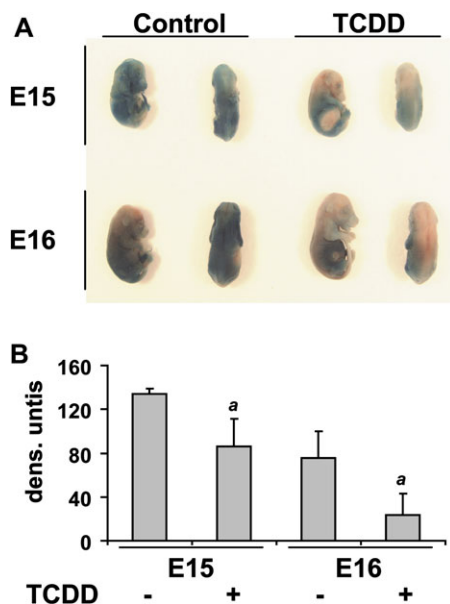 A
Control TCDD
E15
E16
B
dens. untis
160
120
80
40
0
a
a
E15 E16
TCDD - + - +